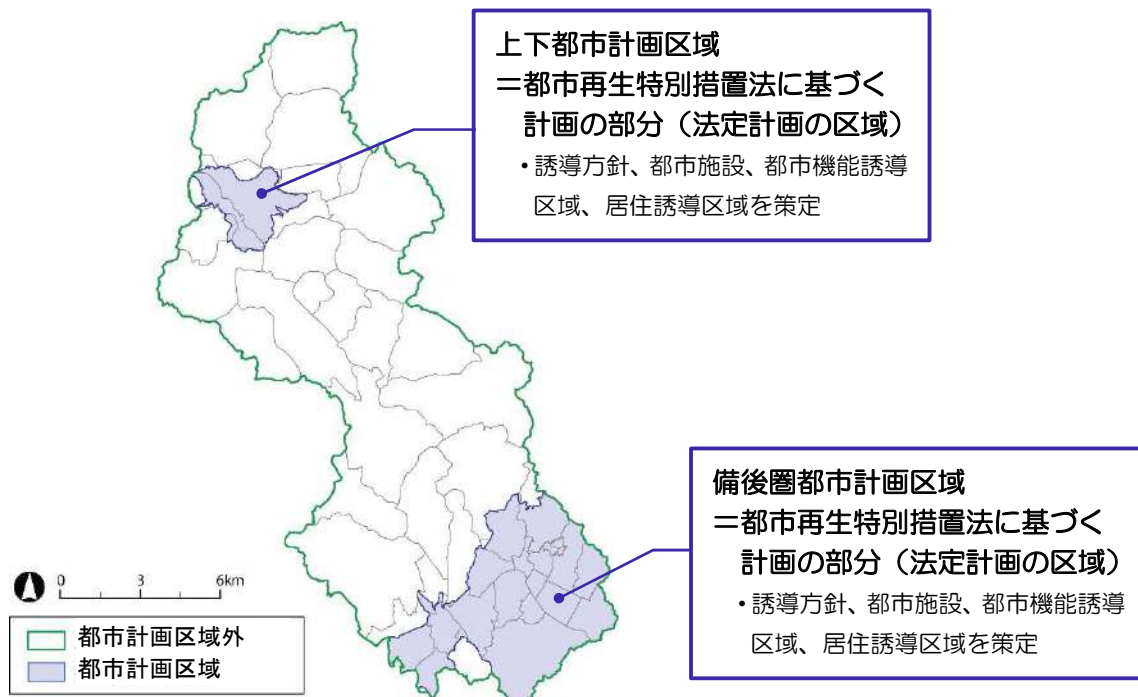 上下都市計画区域
＝都市再生特別措置法に基づく
計画の部分（法定計画の区域）
・誘導方針、都市施設、都市機能誘導
区域、居住誘導区域を策定
備後圏都市計画区域
＝都市再生特別措置法に基づく
計画の部分（法定計画の区域）
・誘導方針、都市施設、都市機能誘導
区域、居住誘導区域を策定
0 3 6km
都市計画区域外
都市計画区域